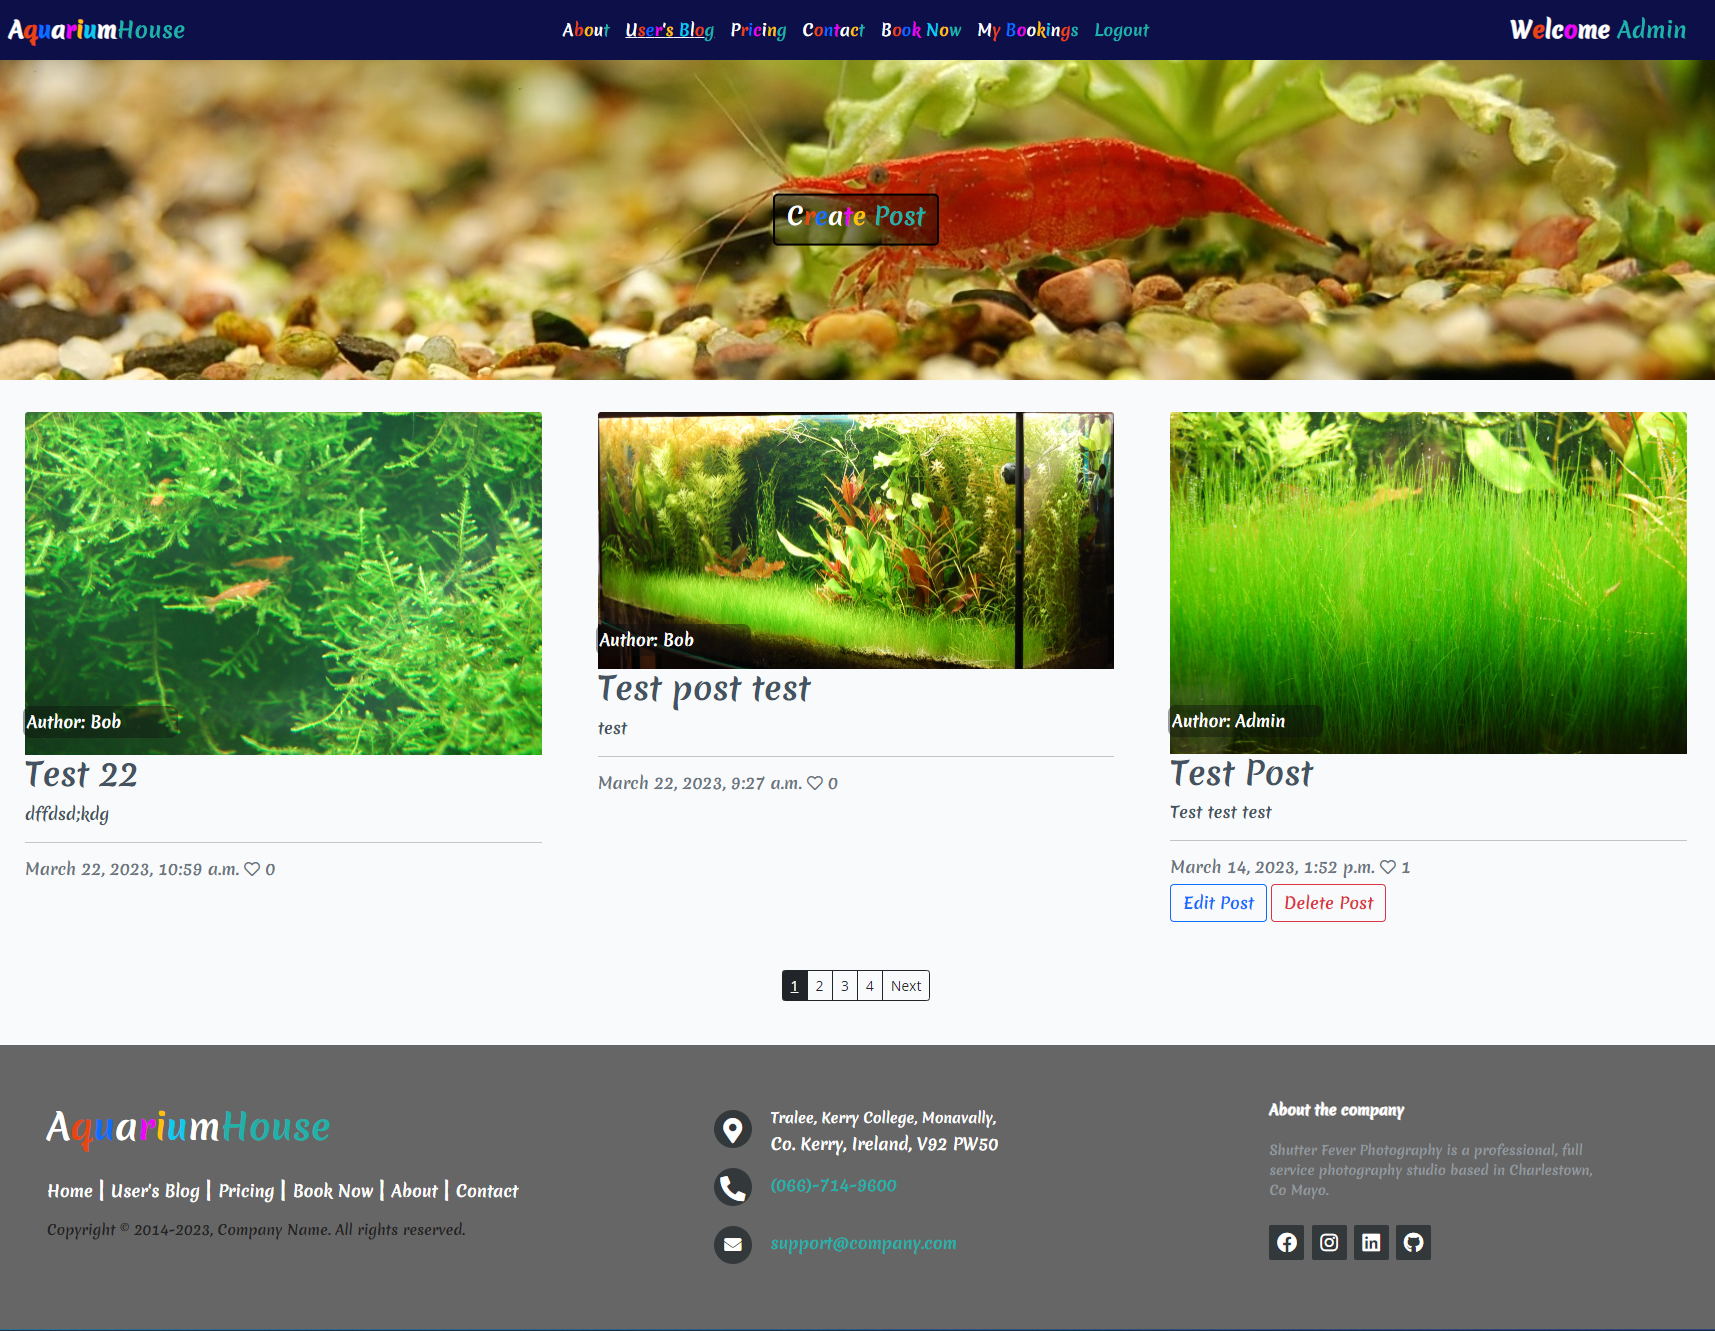 AquariumHouse
About User's Blog Pricing Contact Book Now My Bookings Logout
Welcome Admin
Create Post
Author: Bob
Test 22
dffdsd;kdg
March 22, 2023, 10:59 a.m. 0
Author: Bob
Test post test
test
March 22, 2023, 9:27 a.m. 0
Author: Admin
Test Post
Test test test
March 14, 2023, 1:52 p.m. 1
Edit Post Delete Post
1 2 3 4 Next
AquariumHouse
Home | User's Blog | Pricing | Book Now | About | Contact
Copyright © 2014-2023, Company Name. All rights reserved.
Tralee, Kerry College, Monavally,
Co. Kerry, Ireland, V92 PW50
(066)-714-9600
support@company.com
About the company
Shutter Fever Photography is a professional, full
service photography studio based in Charlestown,
Co Mayo.